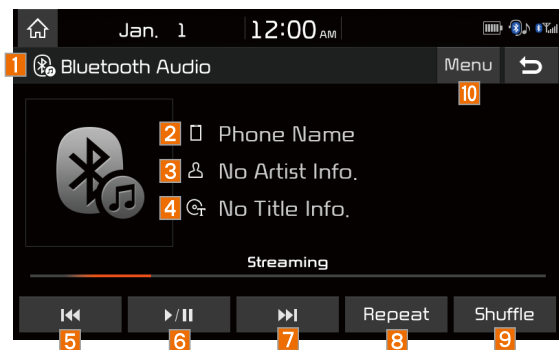 Jan. 1 12:00 AM
1 Bluetooth Audio Menu
10
2 Phone Name
3 No Artist Info.
4 No Title Info.
Streaming
Repeat Shuffle
5 6 7 8 9